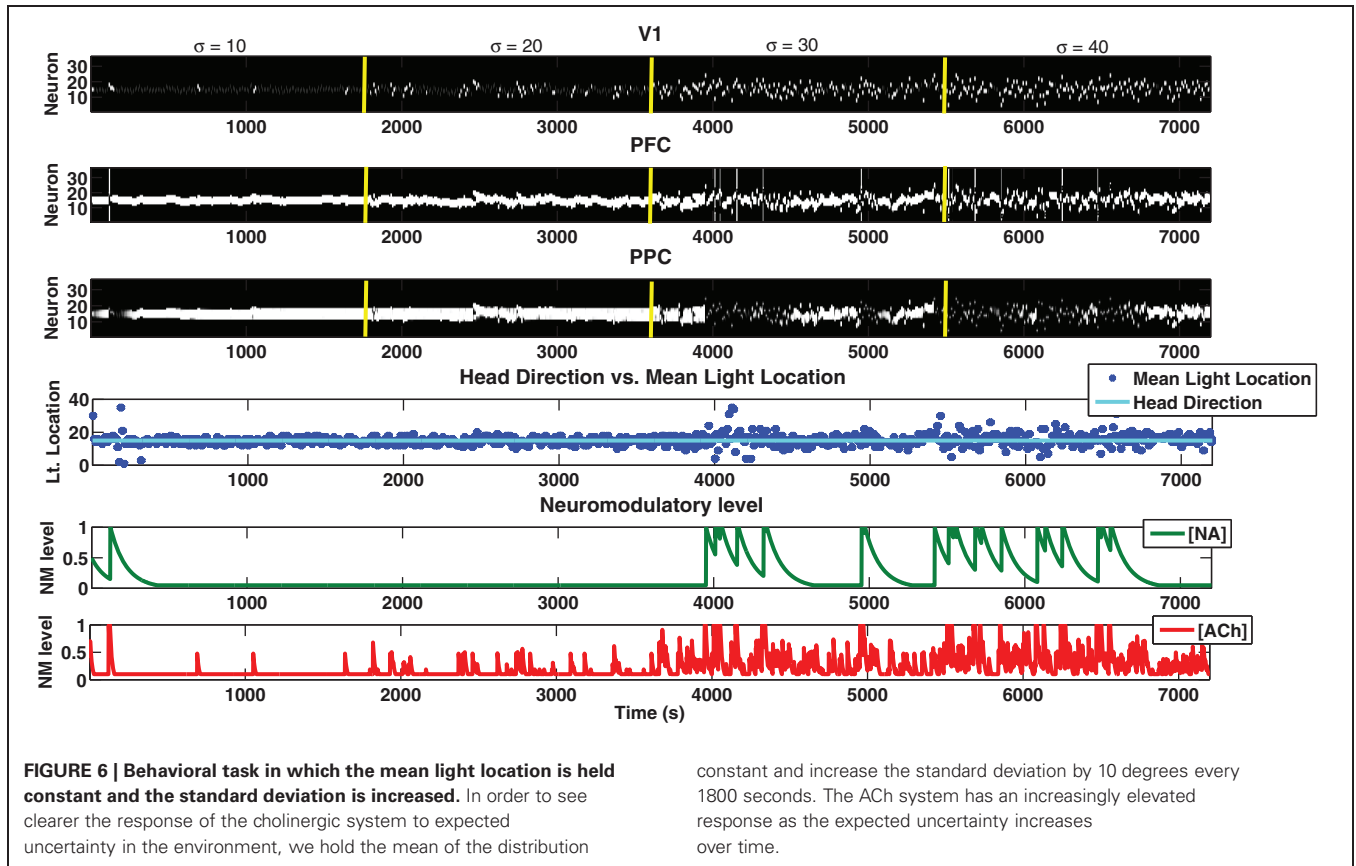 V1
σ = 10 σ = 20 σ = 30 σ = 40
Neuron
30
20
10
1000 2000 3000 4000 5000 6000 7000
PFC
Neuron
30
20
10
1000 2000 3000 4000 5000 6000 7000
PPC
Neuron
30
20
10
1000 2000 3000 4000 5000 6000 7000
Head Direction vs. Mean Light Location
Mean Light Location
Head Direction
Lt. Location
40
20
0
1000 2000 3000 4000 5000 6000 7000
Neuromodulatory level
[NA]
NM level
1
0.5
0
1000 2000 3000 4000 5000 6000 7000
[ACh]
NM level
1
0.5
0
1000 2000 3000 4000 5000 6000 7000
Time (s)
FIGURE 6 | Behavioral task in which the mean light location is held
constant and the standard deviation is increased. In order to see
clearer the response of the cholinergic system to expected
uncertainty in the environment, we hold the mean of the distribution
constant and increase the standard deviation by 10 degrees every
1800 seconds. The ACh system has an increasingly elevated
response as the expected uncertainty increases
over time.